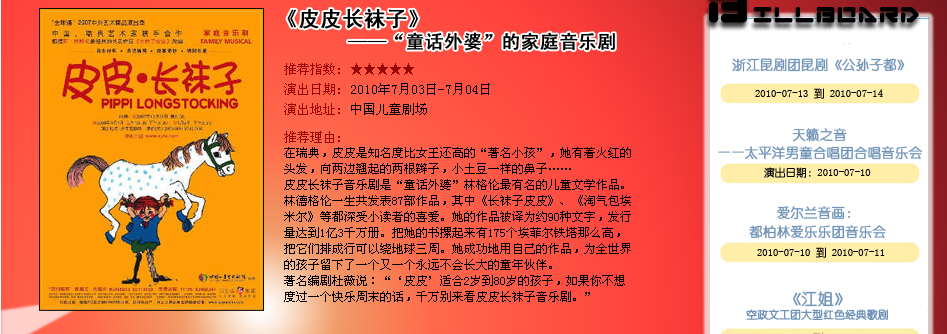 “全球通”2007中外艺术精品演出季
中国、瑞典艺术家联手合作
家庭音乐剧
FAMILY MUSICAL
皮皮·长袜子
PIPPI LONGSTOCKING
《皮皮长袜子》
——“童话外婆”的家庭音乐剧
推荐指数：★★★★★
演出日期：2010年7月03日-7月04日
演出地址：中国儿童剧场
推荐理由：
在瑞典，皮皮是知名度比女王还高的“著名小孩”，她有着火红的
头发，向两边翘起的两根辫子，小土豆一样的鼻子……
皮皮长袜子音乐剧是“童话外婆”林格伦最有名的儿童文学作品。
林德格伦一生共发表87部作品，其中《长袜子皮皮》、《淘气包埃
米尔》等都深受小读者的喜爱。她的作品被译为约90种文字，发行
量达到1亿3千万册。把她的书摞起来有175个埃菲尔铁塔那么高，
把它们排成行可以绕地球三周。她成功地用自己的作品，为全世界
的孩子留下了一个又一个永远不会长大的童年伙伴。
著名编剧杜薇说：“‘皮皮’适合2岁到80岁的孩子，如果你不想
度过一个快乐周末的话，千万别来看皮皮长袜子音乐剧。”
BILLBOARD
浙江昆剧团昆剧《公孙子都》
2010-07-13 到 2010-07-14
天籁之音
——太平洋男童合唱团合唱音乐会
演出日期：2010-07-10
爱尔兰音画：
都柏林爱乐乐团音乐会
2010-07-10 到 2010-07-11
《江姐》
空政文工团大型红色经典歌剧